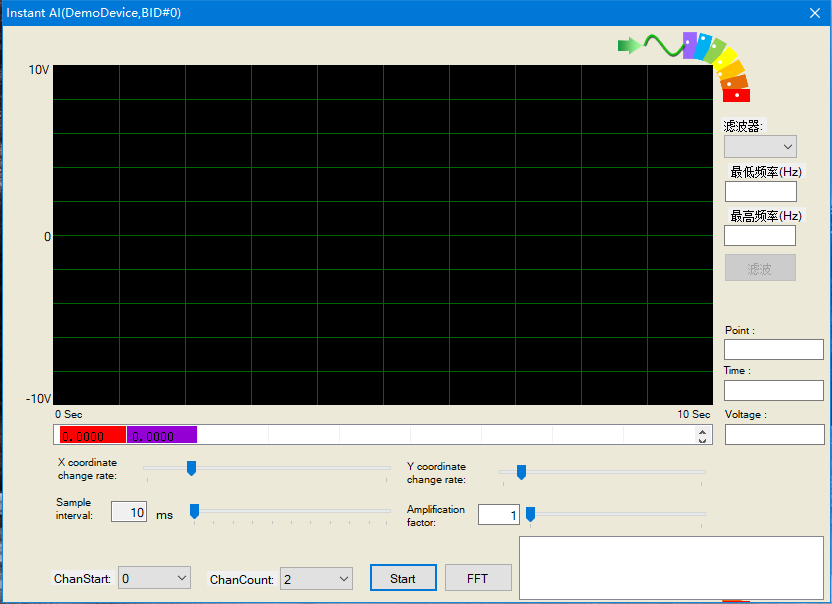 Instant AI(DemoDevice,BID#0)
10V
0
-10V
0 Sec
10 Sec
0.0000
0.0000
滤波器:
最低频率(Hz)
最高频率(Hz)
滤波
Point :
Time :
Voltage :
X coordinate
change rate:
Y coordinate
change rate:
Sample
interval:
10
ms
Amplification
factor:
1
ChanStart:
0
ChanCount:
2
Start
FFT